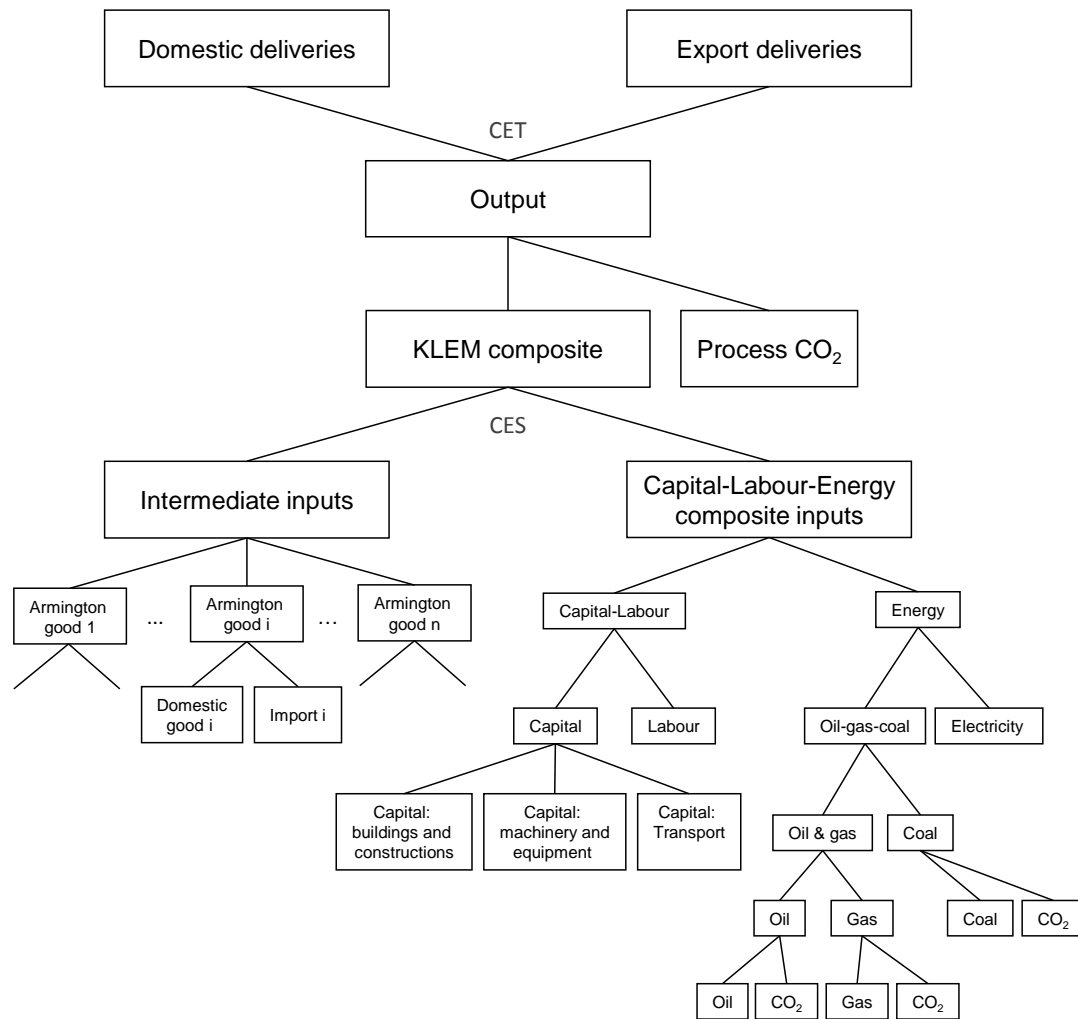 Domestic deliveries
Export deliveries
CET
Output
KLEM composite
Process CO₂
CES
Intermediate inputs
Capital-Labour-Energy
composite inputs
Armington
good 1
...
Armington
good i
...
Armington
good n
Capital-Labour
Energy
Domestic
good i
Import i
Capital
Labour
Oil-gas-coal
Electricity
Capital:
buildings and
constructions
Capital:
machinery and
equipment
Capital:
Transport
Oil & gas
Coal
Oil
Gas
Coal
CO₂
Oil
CO₂
Gas
CO₂